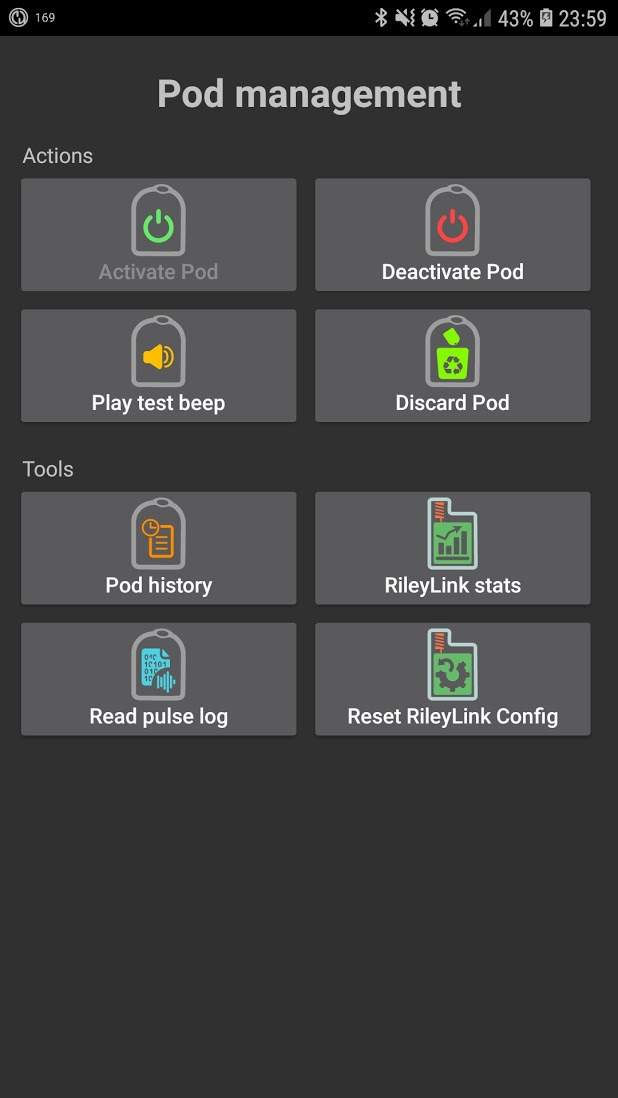 169 43% 23:59
Pod management
Actions
Activate Pod Deactivate Pod
Play test beep Discard Pod
Tools
Pod history RileyLink stats
Read pulse log Reset RileyLink Config